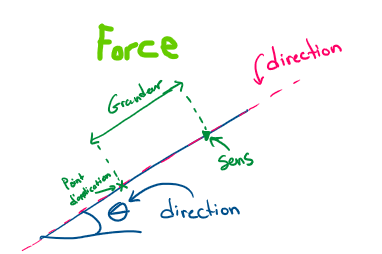 Force
direction
Grandeur
Sens
Point
d'application
θ
direction